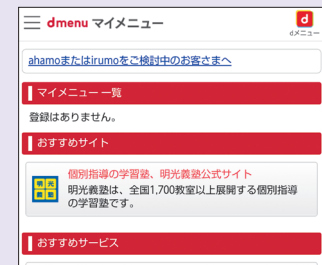 dmenu マイメニュー
d
dメニュー
ahamoまたはirumoをご検討中のお客さまへ
マイメニュー一覧
登録はありません。
おすすめサイト
個別指導の学習塾、明光義塾公式サイト
明光
義塾
明光義塾は、全国1,700教室以上展開する個別指導
の学習塾です。
おすすめサービス